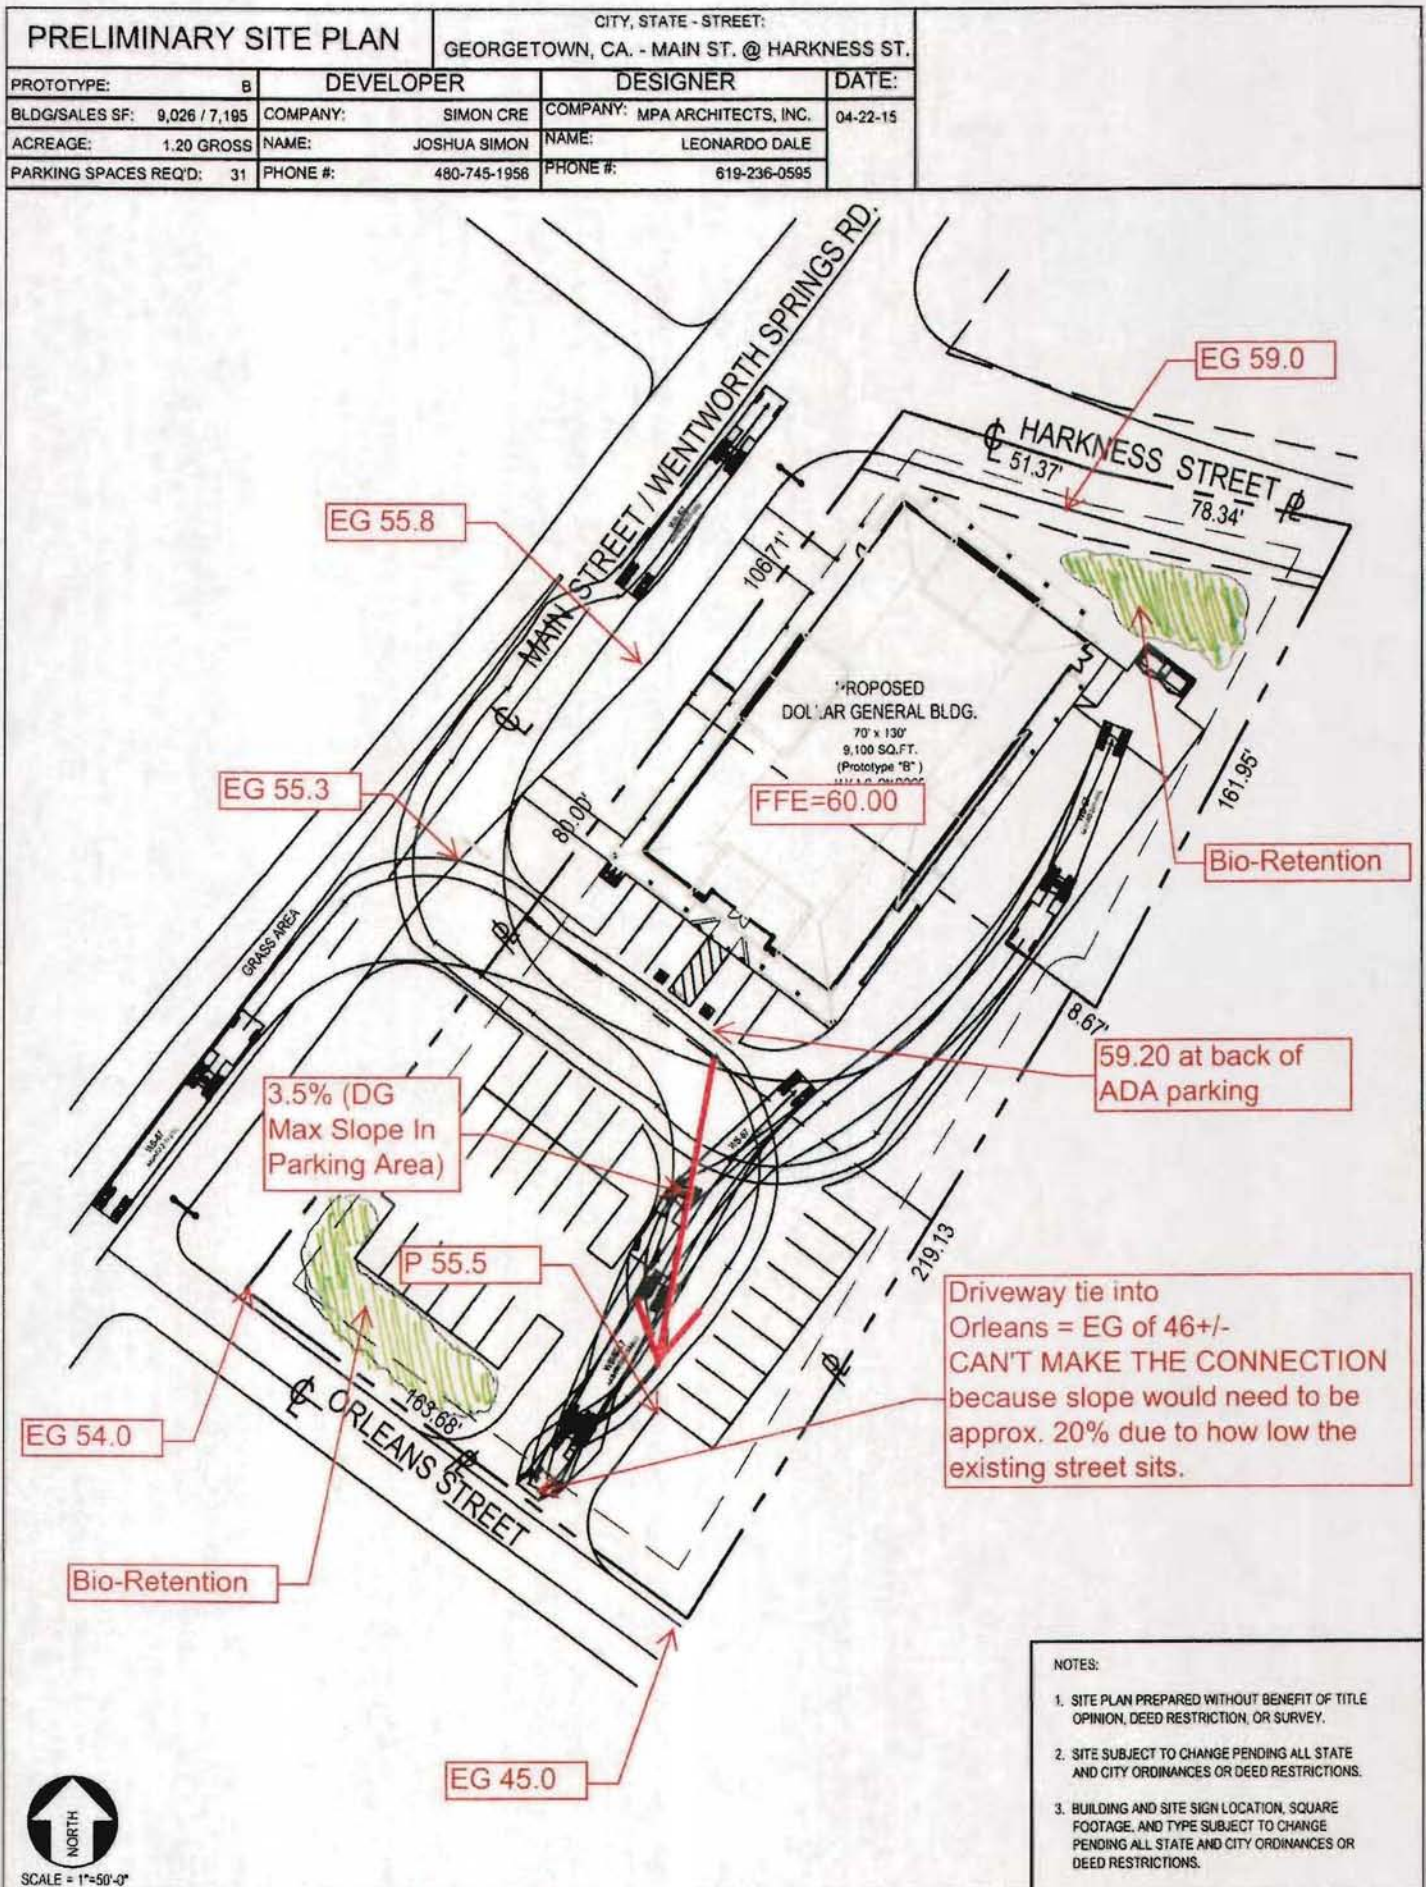 PRELIMINARY SITE PLAN
CITY, STATE - STREET:
GEORGETOWN, CA. - MAIN ST. @ HARKNESS ST.
PROTOTYPE: B
DEVELOPER
DESIGNER
DATE:
BLDG/SALES SF: 9,026 / 7,195
COMPANY: SIMON CRE
COMPANY: MPA ARCHITECTS, INC.
04-22-15
ACREAGE: 1.20 GROSS
NAME: JOSHUA SIMON
NAME: LEONARDO DALE
PARKING SPACES REQ'D: 31
PHONE #: 480-745-1956
PHONE #: 619-236-0595
MAIN STREET / WENTWORTH SPRINGS RD.
EG 59.0
HARKNESS STREET
51.37'
78.34'
EG 55.8
106.71'
PROPOSED
DOLLAR GENERAL BLDG.
70' x 130'
9,100 SQ.FT.
(Prototype "B")
FFE=60.00
EG 55.3
80.00'
161.95'
Bio-Retention
GRASS AREA
8.67'
59.20 at back of
ADA parking
3.5% (DG
Max Slope In
Parking Area)
WB-67
WB-67
P 55.5
219.13
Driveway tie into
Orleans = EG of 46+/-
CAN'T MAKE THE CONNECTION
because slope would need to be
approx. 20% due to how low the
existing street sits.
163.68'
ORLEANS STREET
EG 54.0
Bio-Retention
EG 45.0
NOTES:
1. SITE PLAN PREPARED WITHOUT BENEFIT OF TITLE
OPINION, DEED RESTRICTION, OR SURVEY.
2. SITE SUBJECT TO CHANGE PENDING ALL STATE
AND CITY ORDINANCES OR DEED RESTRICTIONS.
3. BUILDING AND SITE SIGN LOCATION, SQUARE
FOOTAGE, AND TYPE SUBJECT TO CHANGE
PENDING ALL STATE AND CITY ORDINANCES OR
DEED RESTRICTIONS.
NORTH
SCALE = 1"=50'-0"